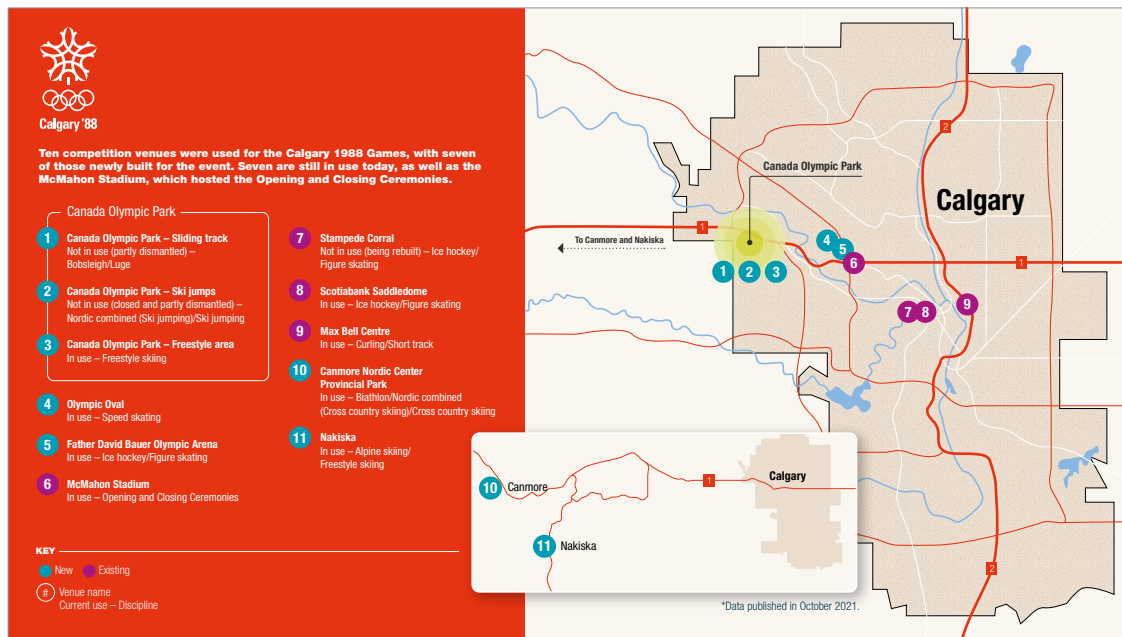 Calgary '88
Ten competition venues were used for the Calgary 1988 Games, with seven
of those newly built for the event. Seven are still in use today, as well as the
McMahon Stadium, which hosted the Opening and Closing Ceremonies.
Canada Olympic Park
1
Canada Olympic Park – Sliding track
Not in use (partly dismantled) –
Bobsleigh/Luge
2
Canada Olympic Park – Ski jumps
Not in use (closed and partly dismantled) –
Nordic combined (Ski jumping)/Ski jumping
3
Canada Olympic Park – Freestyle area
In use – Freestyle skiing
4
Olympic Oval
In use – Speed skating
5
Father David Bauer Olympic Arena
In use – Ice hockey/Figure skating
6
McMahon Stadium
In use – Opening and Closing Ceremonies
7
Stampede Corral
Not in use (being rebuilt) – Ice hockey/
Figure skating
8
Scotiabank Saddledome
In use – Ice hockey/Figure skating
9
Max Bell Centre
In use – Curling/Short track
10
Canmore Nordic Center
Provincial Park
In use – Biathlon/Nordic combined
(Cross country skiing)/Cross country skiing
11
Nakiska
In use – Alpine skiing/
Freestyle skiing
KEY
New Existing
# Venue name
Current use – Discipline
2
Canada Olympic Park
Calgary
1
To Canmore and Nakiska
4
5
6
1
1 2 3
7 8
9
2
1
Calgary
10 Canmore
11 Nakiska
*Data published in October 2021.